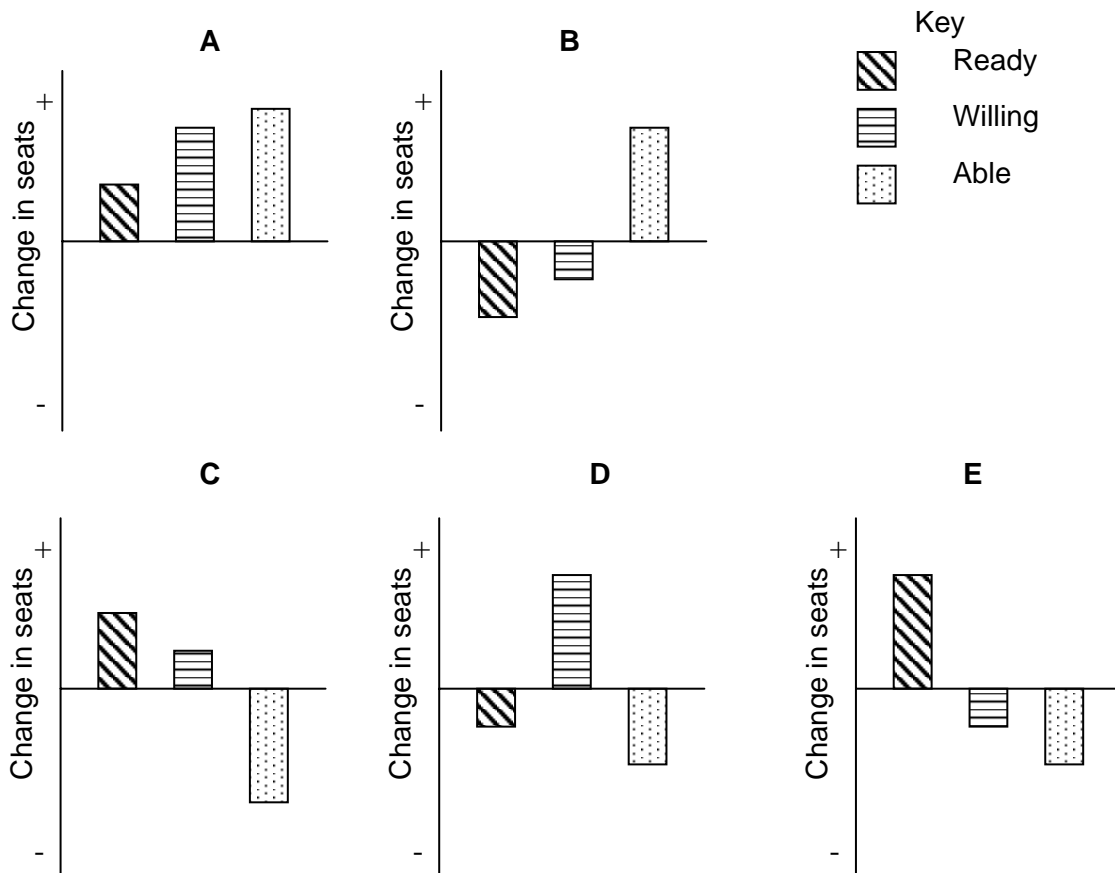 A
B
Key
Ready
Willing
Able
+
Change in seats
-
+
Change in seats
-
C
D
E
+
Change in seats
-
+
Change in seats
-
+
Change in seats
-